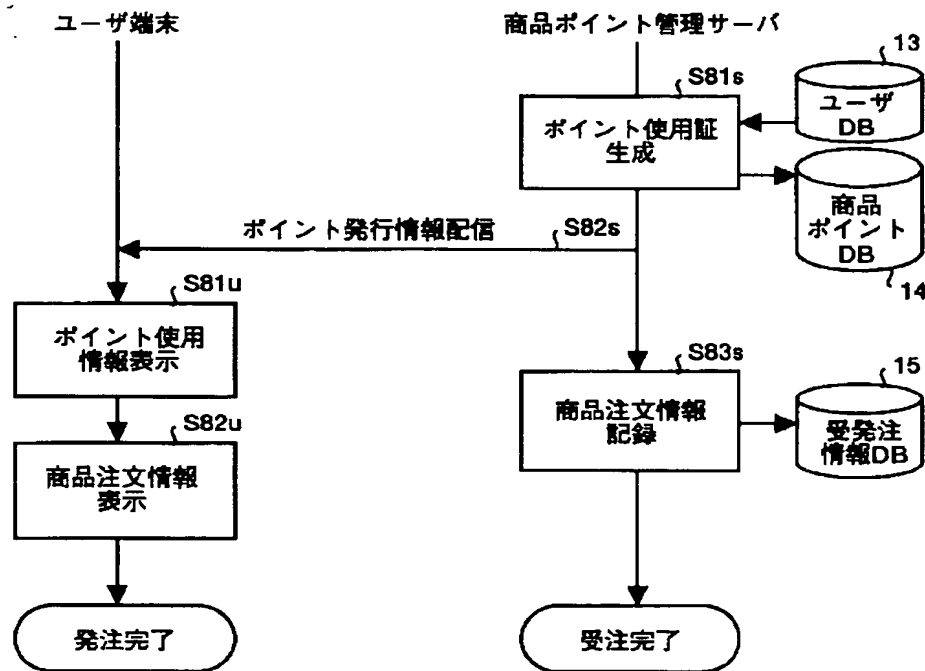 ユーザ端末
商品ポイント管理サーバ
S81s
13
ポイント使用証
生成
ユーザ
DB
商品
ポイント
DB
14
ポイント発行情報配信
S82s
S81u
ポイント使用
情報表示
S83s
商品注文情報
記録
15
受発注
情報DB
S82u
商品注文情報
表示
発注完了
受注完了